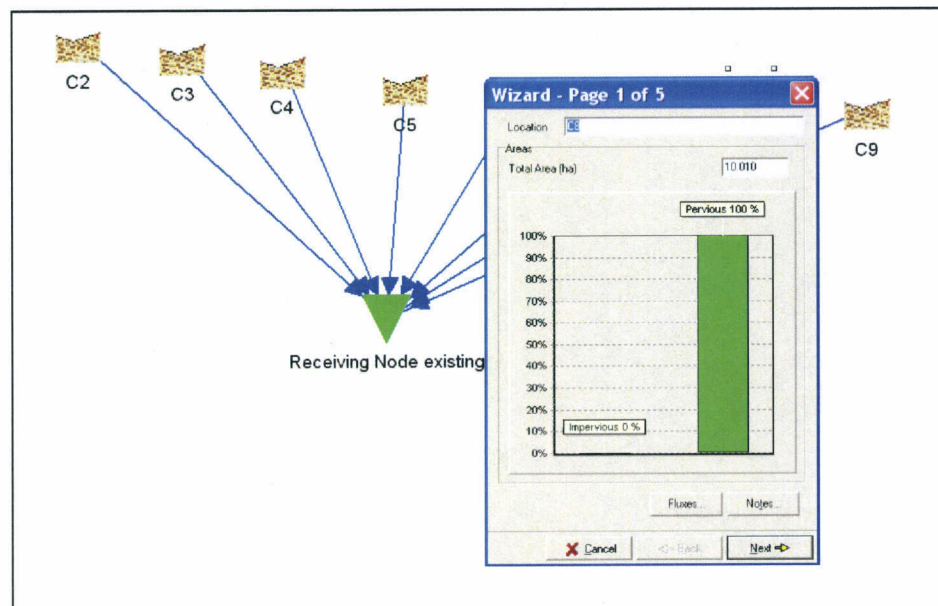 C2
C3
C4
C5
C9
Receiving Node existing
Wizard - Page 1 of 5
Location C8
Areas
Total Area (ha) 10.010
Pervious 100 %
100%
90%
80%
70%
60%
50%
40%
30%
20%
10%
0%
Impervious 0 %
Fluxes...
Notes...
Cancel
Back
Next